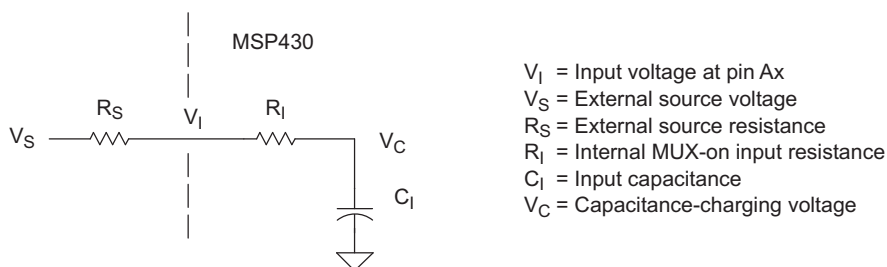 MSP430
R_S
V_I
R_I
V_S
V_C
C_I
V_I = Input voltage at pin Ax
V_S = External source voltage
R_S = External source resistance
R_I = Internal MUX-on input resistance
C_I = Input capacitance
V_C = Capacitance-charging voltage